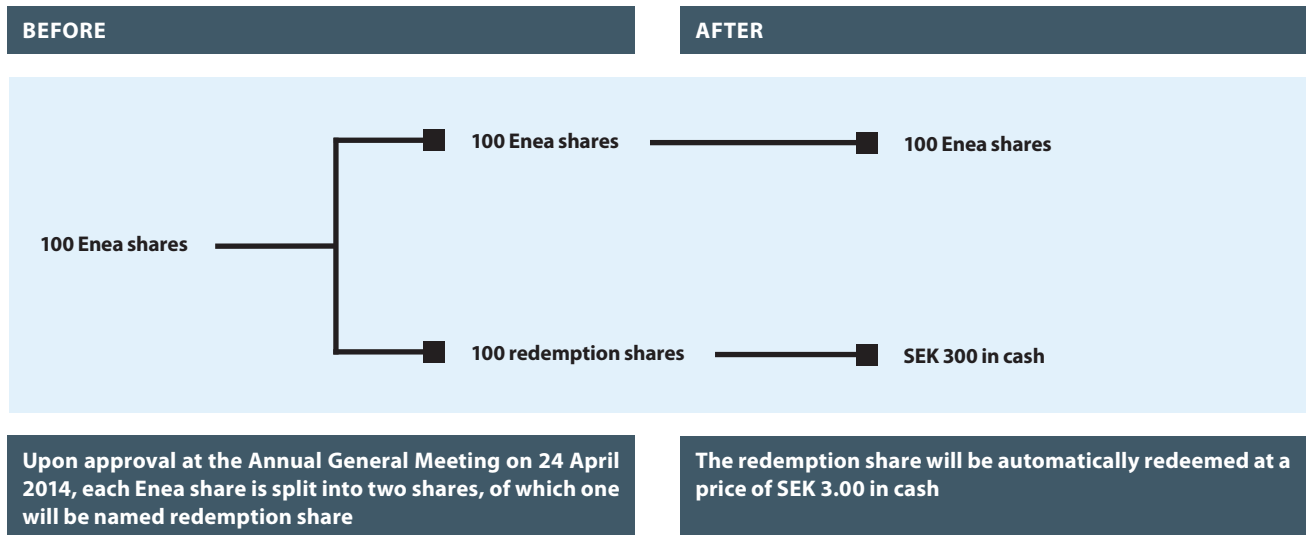 BEFORE
AFTER
100 Enea shares
100 Enea shares
100 Enea shares
100 redemption shares
SEK 300 in cash
Upon approval at the Annual General Meeting on 24 April
2014, each Enea share is split into two shares, of which one
will be named redemption share
The redemption share will be automatically redeemed at a
price of SEK 3.00 in cash